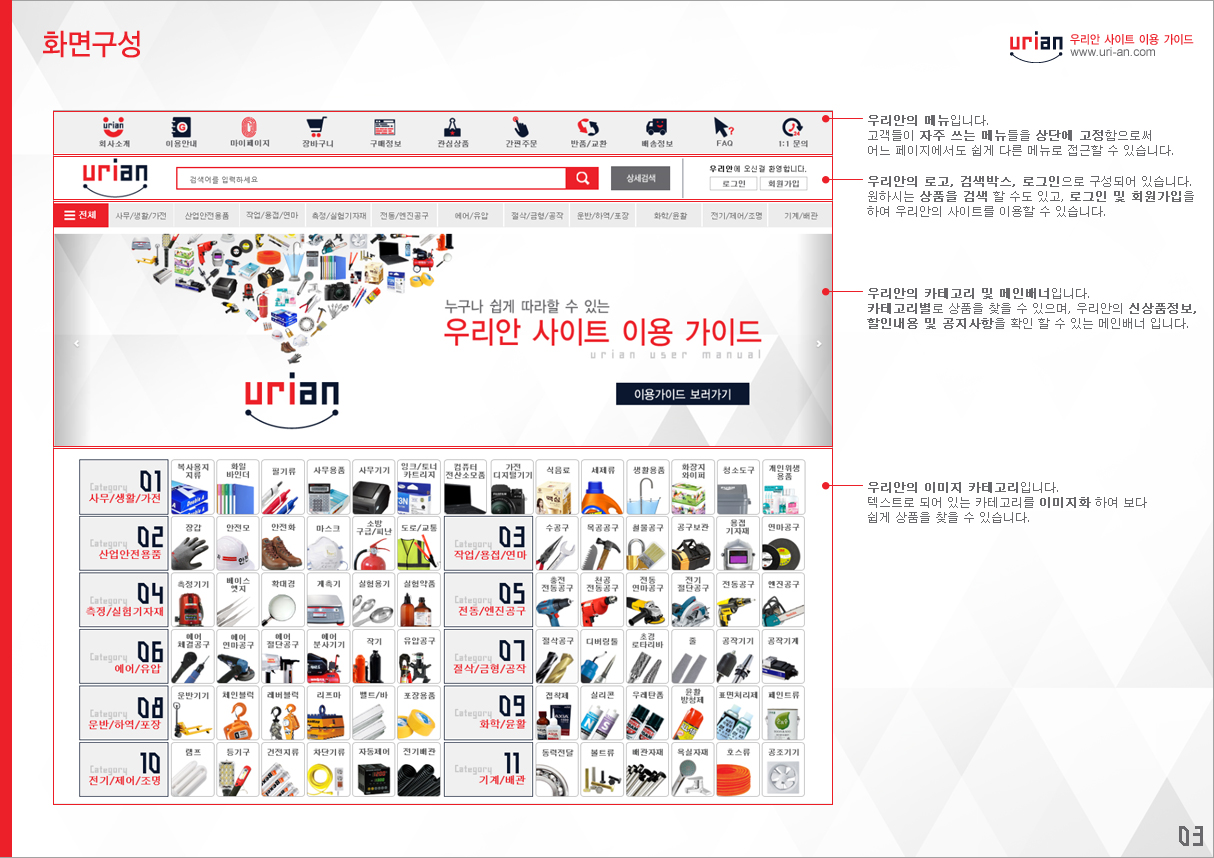 화면구성
urian 우리안 사이트 이용 가이드
www.uri-an.com
urian
회사소개 이용안내 마이페이지 장바구니 구매정보 관심상품 간편주문 반품/교환 배송정보 FAQ 1:1 문의
우리안의 메뉴입니다.
고객들이 자주 쓰는 메뉴들을 상단에 고정함으로써
어느 페이지에서도 쉽게 다른 메뉴로 접근할 수 있습니다.
urian 검색어를 입력하세요 상세검색
우리안에 오신걸 환영합니다.
로그인 회원가입
우리안의 로고, 검색박스, 로그인으로 구성되어 있습니다.
원하시는 상품을 검색 할 수도 있고, 로그인 및 회원가입을
하여 우리안의 사이트를 이용할 수 있습니다.
전체 사무/생활/가전 산업안전용품 작업/용접/연마 측정/실험기자재 전동/엔진공구 에어/유압 절삭/금형/공작 운반/하역/포장 화학/윤활 전기/제어/조명 기계/배관
누구나 쉽게 따라할 수 있는
우리안 사이트 이용 가이드
urian user manual
urian
이용가이드 보러가기
우리안의 카테고리 및 메인배너입니다.
카테고리별로 상품을 찾을 수 있으며, 우리안의 신상품정보,
할인내용 및 공지사항을 확인 할 수 있는 메인배너 입니다.
Category 01
사무/생활/가전
복사용지
지류
화일
바인더
필기류
사무용품
사무기기
잉크/토너
카트리지
컴퓨터
전산소모품
가전
디지털기기
식음료
세제류
생활용품
화장지
와이퍼
청소도구
개인위생
용품
Category 02
산업안전용품
장갑
안전모
안전화
마스크
소방
구급/피난
도로/교통
Category 03
작업/용접/연마
수공구
목공공구
철물공구
공구보관
용접
기자재
연마공구
Category 04
측정/실험기자재
측정기기
베이스
엣지
확대경
계측기
실험용기
실험약품
Category 05
전동/엔진공구
충전
전동공구
천공
전동공구
전동
연마공구
전기
절단공구
전동공구
엔진공구
Category 06
에어/유압
에어
체결공구
에어
연마공구
에어
절단공구
에어
분사기기
작기
유압공구
Category 07
절삭/금형/공작
절삭공구
디버링툴
초경
로타리바
줄
공작기기
공작기계
Category 08
운반/하역/포장
운반기기
체인블럭
레버블럭
리프마
벨트/바
포장용품
Category 09
화학/윤활
접착제
실리콘
우레탄폼
윤활
방청제
표면처리제
페인트류
Category 10
전기/제어/조명
램프
등기구
건전지류
차단기류
자동제어
전기배관
Category 11
기계/배관
동력전달
볼트류
배관자재
욕실자재
호스류
공조기기
우리안의 이미지 카테고리입니다.
텍스트로 되어 있는 카테고리를 이미지화 하여 보다
쉽게 상품을 찾을 수 있습니다.
03